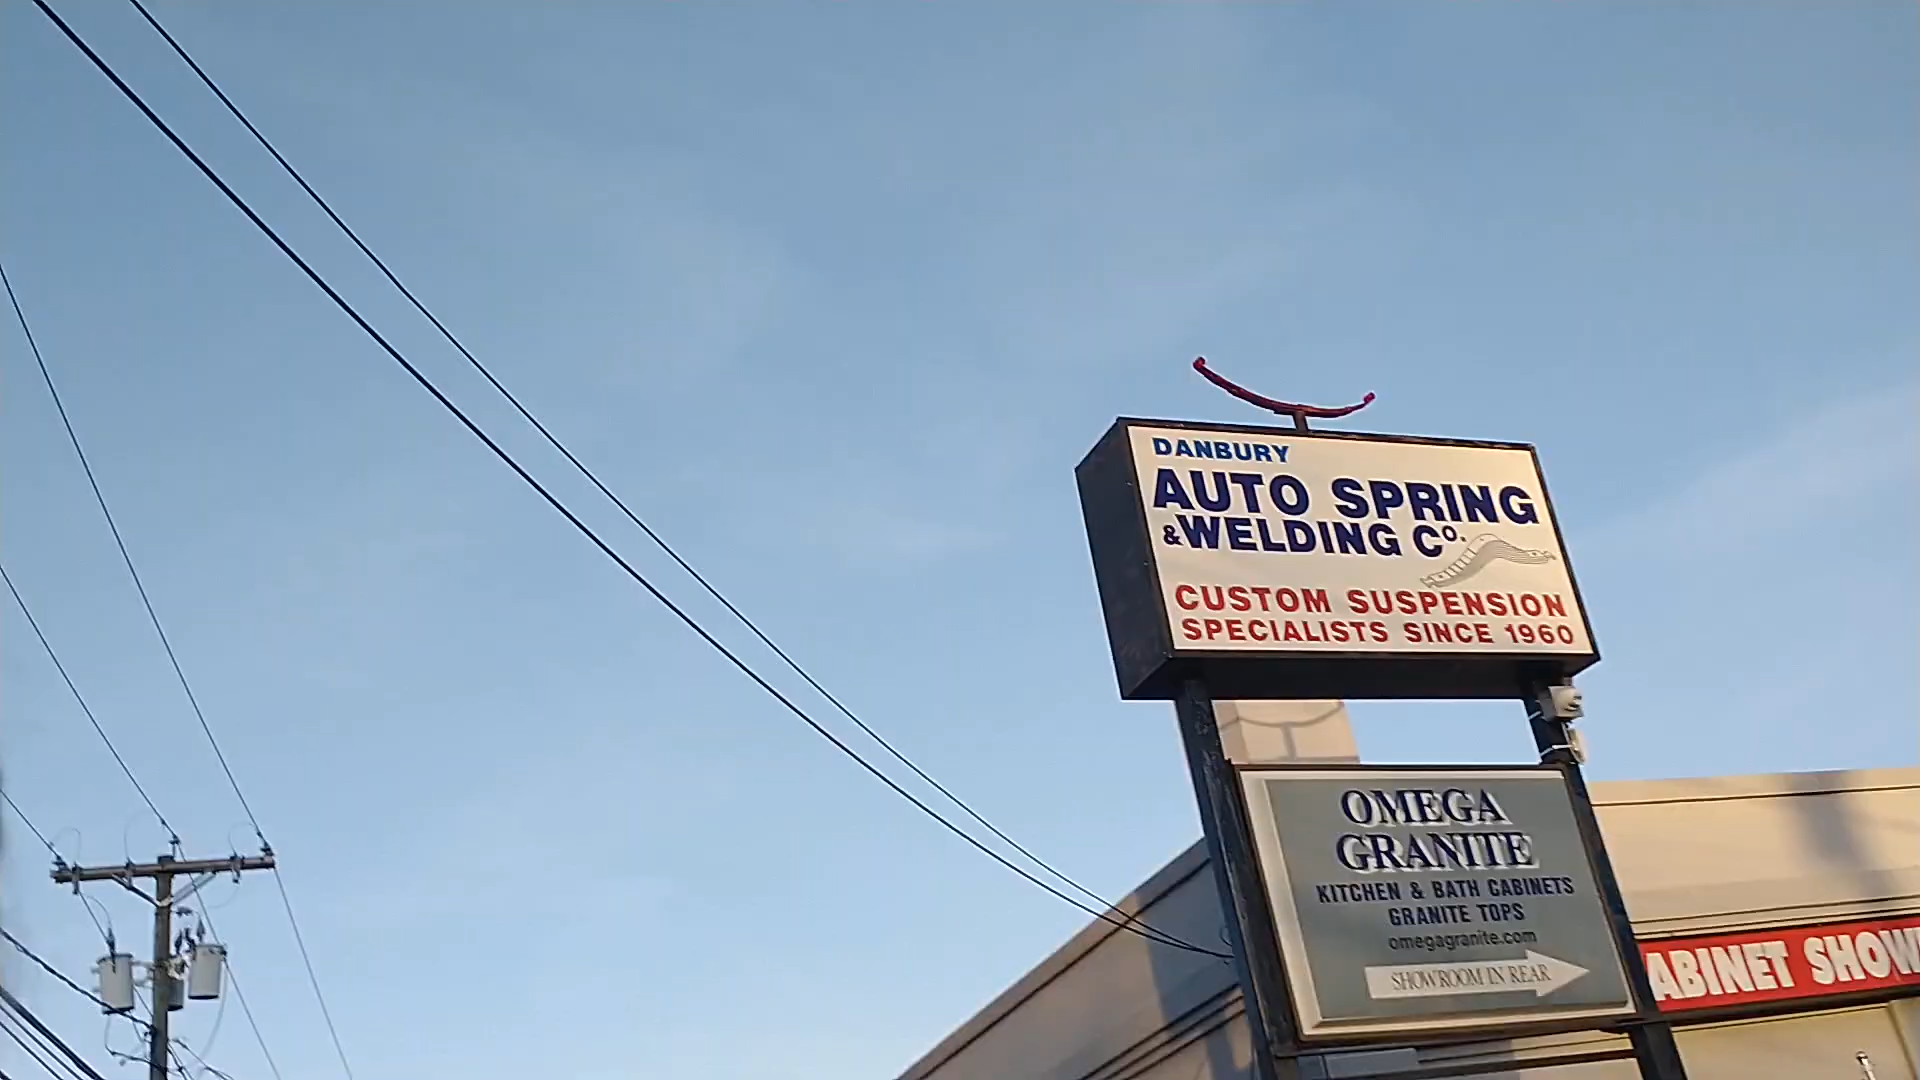 DANBURY
AUTO SPRING
& WELDING Co.
CUSTOM SUSPENSION
SPECIALISTS SINCE 1960
OMEGA
GRANITE
KITCHEN & BATH CABINETS
GRANITE TOPS
omegagranite.com
SHOWROOM IN REAR
ABINET SHOW